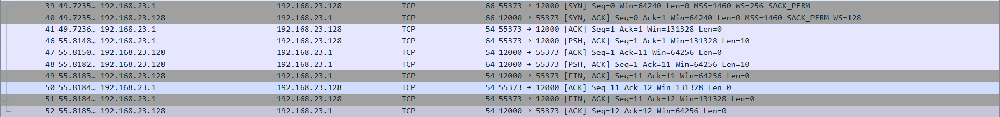 39 49.7235… 192.168.23.1 192.168.23.128 TCP 66 55373 → 12000 [SYN] Seq=0 Win=64240 Len=0 MSS=1460 WS=256 SACK_PERM
40 49.7235… 192.168.23.128 192.168.23.1 TCP 66 12000 → 55373 [SYN, ACK] Seq=0 Ack=1 Win=64240 Len=0 MSS=1460 SACK_PERM WS=128
41 49.7236… 192.168.23.1 192.168.23.128 TCP 54 55373 → 12000 [ACK] Seq=1 Ack=1 Win=131328 Len=0
46 55.8148… 192.168.23.1 192.168.23.128 TCP 64 55373 → 12000 [PSH, ACK] Seq=1 Ack=1 Win=131328 Len=10
47 55.8150… 192.168.23.128 192.168.23.1 TCP 54 12000 → 55373 [ACK] Seq=1 Ack=11 Win=64256 Len=0
48 55.8182… 192.168.23.128 192.168.23.1 TCP 64 12000 → 55373 [PSH, ACK] Seq=1 Ack=11 Win=64256 Len=10
49 55.8183… 192.168.23.128 192.168.23.1 TCP 54 12000 → 55373 [FIN, ACK] Seq=11 Ack=11 Win=64256 Len=0
50 55.8184… 192.168.23.1 192.168.23.128 TCP 54 55373 → 12000 [ACK] Seq=11 Ack=12 Win=131328 Len=0
51 55.8184… 192.168.23.1 192.168.23.128 TCP 54 55373 → 12000 [FIN, ACK] Seq=11 Ack=12 Win=131328 Len=0
52 55.8185… 192.168.23.128 192.168.23.1 TCP 54 12000 → 55373 [ACK] Seq=12 Ack=12 Win=64256 Len=0